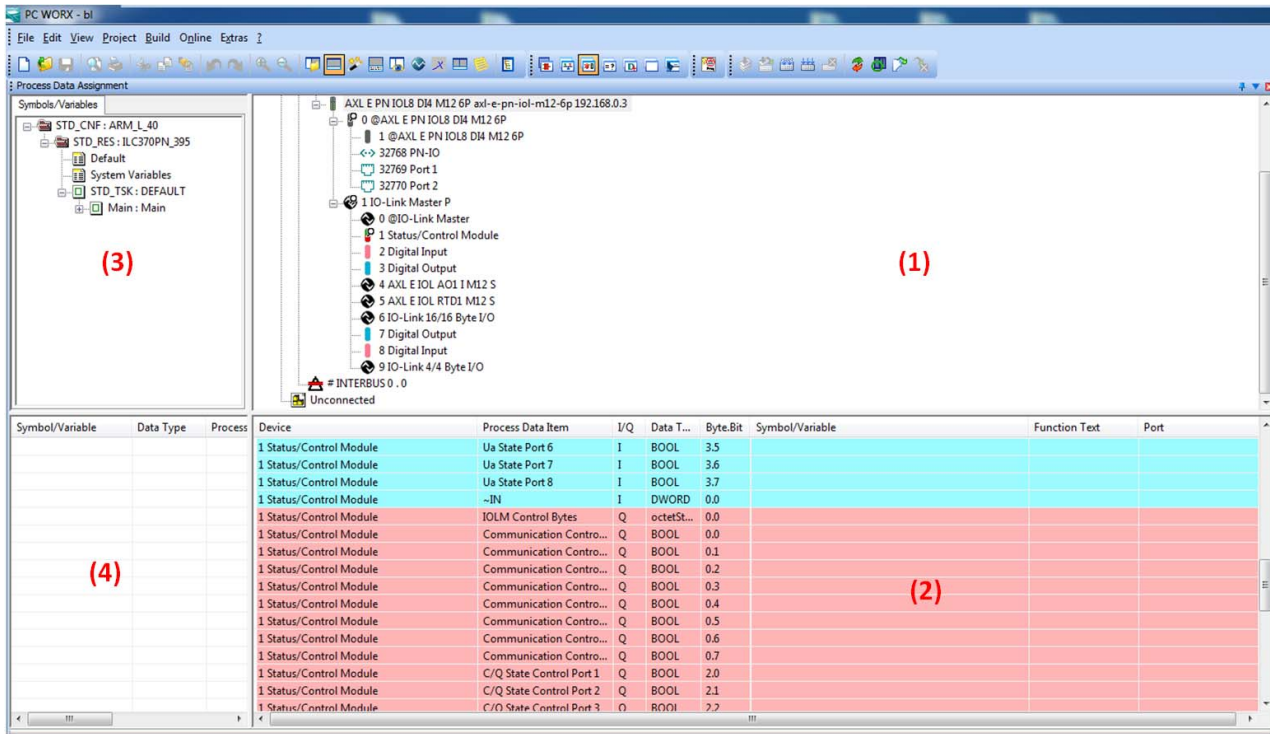 PC WORX - bl
File Edit View Project Build Online Extras ?
Process Data Assignment
Symbols/Variables
STD_CNF : ARM_L_40
STD_RES : ILC370PN_395
Default
System Variables
STD_TSK : DEFAULT
Main : Main
(3)
AXL E PN IOL8 DI4 M12 6P axl-e-pn-iol-m12-6p 192.168.0.3
0 @AXL E PN IOL8 DI4 M12 6P
1 @AXL E PN IOL8 DI4 M12 6P
32768 PN-IO
32769 Port 1
32770 Port 2
1 IO-Link Master P
0 @IO-Link Master
1 Status/Control Module
2 Digital Input
3 Digital Output
4 AXL E IOL AO1 I M12 S
5 AXL E IOL RTD1 M12 S
6 IO-Link 16/16 Byte I/O
7 Digital Output
8 Digital Input
9 IO-Link 4/4 Byte I/O
# INTERBUS 0 . 0
Unconnected
(1)
Symbol/Variable Data Type Process
(4)
Device Process Data Item I/Q Data T... Byte.Bit Symbol/Variable Function Text Port
1 Status/Control Module Ua State Port 6 I BOOL 3.5
1 Status/Control Module Ua State Port 7 I BOOL 3.6
1 Status/Control Module Ua State Port 8 I BOOL 3.7
1 Status/Control Module ~IN I DWORD 0.0
1 Status/Control Module IOLM Control Bytes Q octetSt... 0.0
1 Status/Control Module Communication Contro... Q BOOL 0.0
1 Status/Control Module Communication Contro... Q BOOL 0.1
1 Status/Control Module Communication Contro... Q BOOL 0.2
1 Status/Control Module Communication Contro... Q BOOL 0.3
1 Status/Control Module Communication Contro... Q BOOL 0.4
1 Status/Control Module Communication Contro... Q BOOL 0.5
1 Status/Control Module Communication Contro... Q BOOL 0.6
1 Status/Control Module Communication Contro... Q BOOL 0.7
1 Status/Control Module C/Q State Control Port 1 Q BOOL 2.0
1 Status/Control Module C/Q State Control Port 2 Q BOOL 2.1
1 Status/Control Module C/Q State Control Port 3 Q BOOL 2.2
(2)